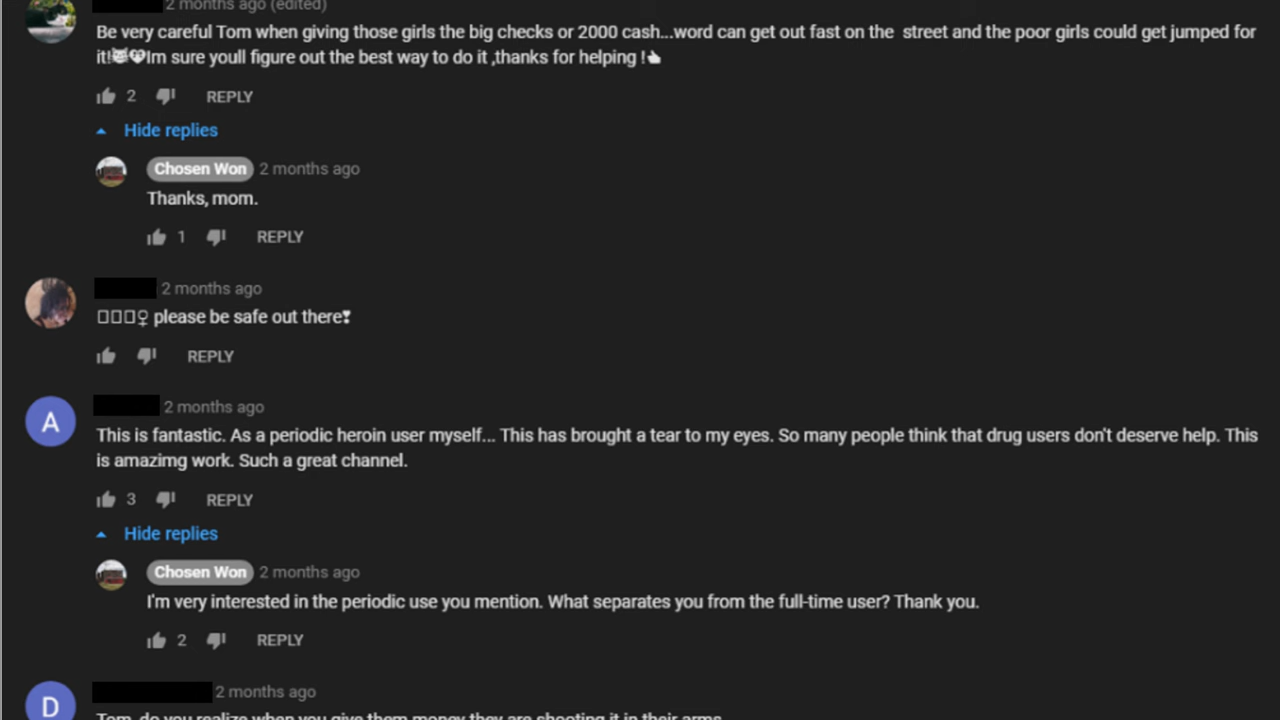 2 months ago (edited)
Be very careful Tom when giving those girls the big checks or 2000 cash...word can get out fast on the street and the poor girls could get jumped for
it!😻💖Im sure youll figure out the best way to do it ,thanks for helping !👍
2 REPLY
Hide replies
Chosen Won 2 months ago
Thanks, mom.
1 REPLY
2 months ago
▯▯▯♀ please be safe out there❣
REPLY
A
2 months ago
This is fantastic. As a periodic heroin user myself... This has brought a tear to my eyes. So many people think that drug users don't deserve help. This
is amazimg work. Such a great channel.
3 REPLY
Hide replies
Chosen Won 2 months ago
I'm very interested in the periodic use you mention. What separates you from the full-time user? Thank you.
2 REPLY
D
2 months ago
Tom, do you realize when you give them money they are shooting it in their arms